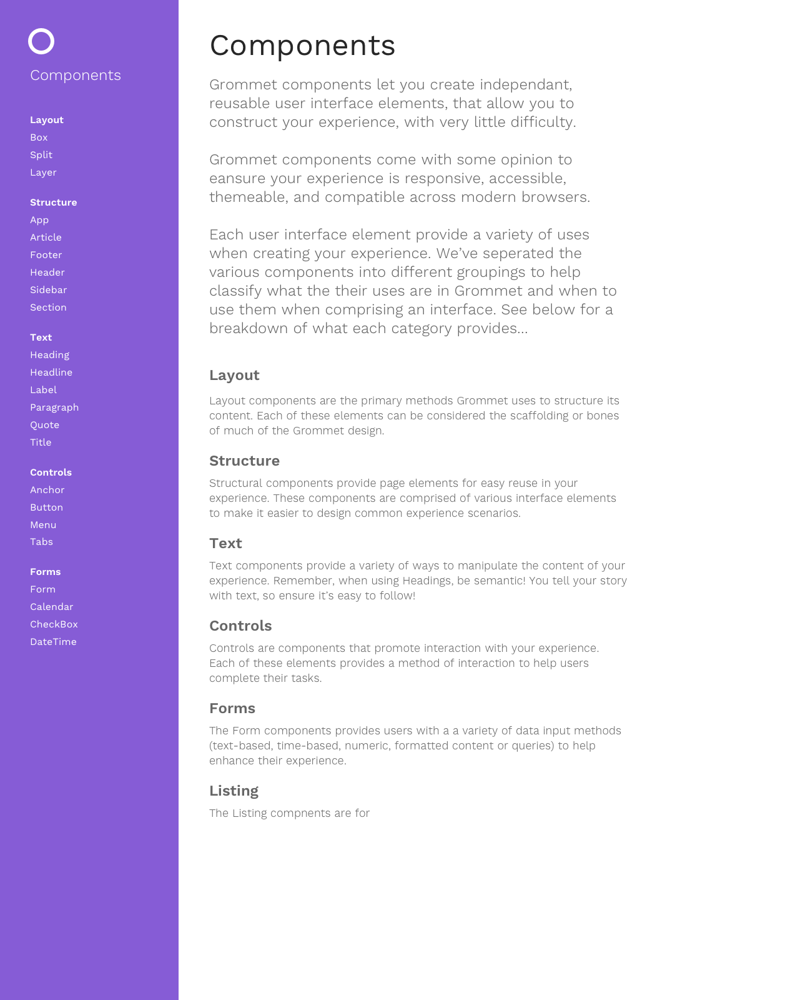 Components
Layout
Box
Split
Layer
Structure
App
Article
Footer
Header
Sidebar
Section
Text
Heading
Headline
Label
Paragraph
Quote
Title
Controls
Anchor
Button
Menu
Tabs
Forms
Form
Calendar
CheckBox
DateTime
Components
Grommet components let you create independant,
reusable user interface elements, that allow you to
construct your experience, with very little difficulty.
Grommet components come with some opinion to
eansure your experience is responsive, accessible,
themeable, and compatible across modern browsers.
Each user interface element provide a variety of uses
when creating your experience. We’ve seperated the
various components into different groupings to help
classify what the their uses are in Grommet and when to
use them when comprising an interface. See below for a
breakdown of what each category provides...
Layout
Layout components are the primary methods Grommet uses to structure its
content. Each of these elements can be considered the scaffolding or bones
of much of the Grommet design.
Structure
Structural components provide page elements for easy reuse in your
experience. These components are comprised of various interface elements
to make it easier to design common experience scenarios.
Text
Text components provide a variety of ways to manipulate the content of your
experience. Remember, when using Headings, be semantic! You tell your story
with text, so ensure it’s easy to follow!
Controls
Controls are components that promote interaction with your experience.
Each of these elements provides a method of interaction to help users
complete their tasks.
Forms
The Form components provides users with a a variety of data input methods
(text-based, time-based, numeric, formatted content or queries) to help
enhance their experience.
Listing
The Listing compnents are for